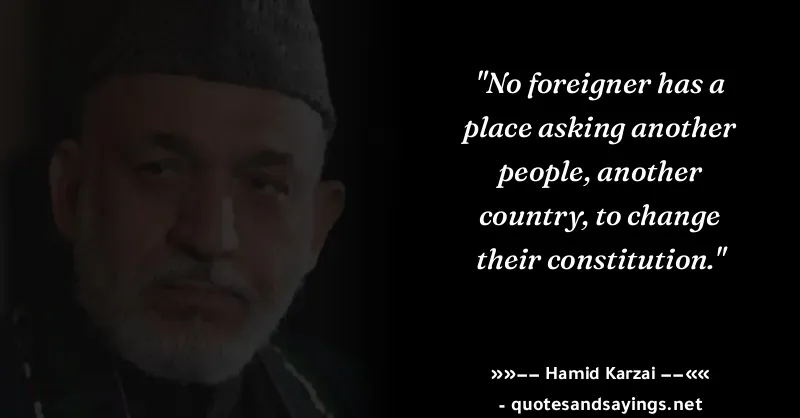 "No foreigner has a
place asking another
people, another
country, to change
their constitution."
»»–– Hamid Karzai ––««
- quotesandsayings.net